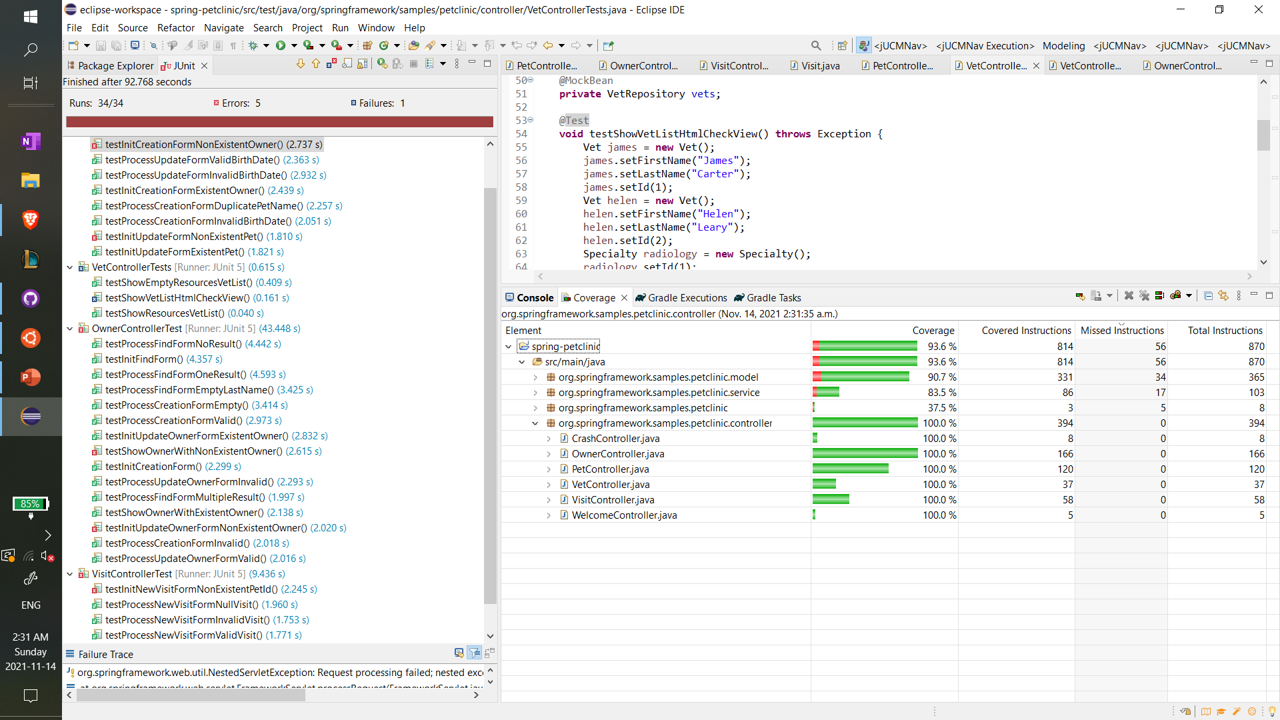 eclipse-workspace - spring-petclinic/src/test/java/org/springframework/samples/petclinic/controller/VetControllerTests.java - Eclipse IDE
File Edit Source Refactor Navigate Search Project Run Window Help
<jUCMNav> <jUCMNav Execution> Modeling <jUCMNav> <jUCMNav> <jUCMNav>
Package Explorer JUnit
Finished after 92.768 seconds
Runs: 34/34 Errors: 5 Failures: 1
testInitCreationFormNonExistentOwner() (2.737 s)
testProcessUpdateFormValidBirthDate() (2.363 s)
testProcessUpdateFormInvalidBirthDate() (2.932 s)
testInitCreationFormExistentOwner() (2.439 s)
testProcessCreationFormDuplicatePetName() (2.257 s)
testProcessCreationFormInvalidBirthDate() (2.051 s)
testInitUpdateFormNonExistentPet() (1.810 s)
testInitUpdateFormExistentPet() (1.821 s)
VetControllerTests [Runner: JUnit 5] (0.615 s)
testShowEmptyResourcesVetList() (0.409 s)
testShowVetListHtmlCheckView() (0.161 s)
testShowResourcesVetList() (0.040 s)
OwnerControllerTest [Runner: JUnit 5] (43.448 s)
testProcessFindFormNoResult() (4.442 s)
testInitFindForm() (4.357 s)
testProcessFindFormOneResult() (4.593 s)
testProcessFindFormEmptyLastName() (3.425 s)
testProcessCreationFormEmpty() (3.414 s)
testProcessCreationFormValid() (2.973 s)
testInitUpdateOwnerFormExistentOwner() (2.832 s)
testShowOwnerWithNonExistentOwner() (2.615 s)
testInitCreationForm() (2.299 s)
testProcessUpdateOwnerFormInvalid() (2.293 s)
testProcessFindFormMultipleResult() (1.997 s)
testShowOwnerWithExistentOwner() (2.138 s)
testInitUpdateOwnerFormNonExistentOwner() (2.020 s)
testProcessCreationFormInvalid() (2.018 s)
testProcessUpdateOwnerFormValid() (2.016 s)
VisitControllerTest [Runner: JUnit 5] (9.436 s)
testInitNewVisitFormNonExistentPetId() (2.245 s)
testProcessNewVisitFormNullVisit() (1.960 s)
testProcessNewVisitFormInvalidVisit() (1.753 s)
testProcessNewVisitFormValidVisit() (1.771 s)
Failure Trace
org.springframework.web.util.NestedServletException: Request processing failed; nested exc
at org.springframework.web.servlet.FrameworkServlet.processRequest(FrameworkServlet.jav
PetControlle... OwnerControl... VisitControl... Visit.java PetControlle... VetControlle... VetControlle... OwnerControl...
50 @MockBean
51 private VetRepository vets;
52
53 @Test
54 void testShowVetListHtmlCheckView() throws Exception {
55 Vet james = new Vet();
56 james.setFirstName("James");
57 james.setLastName("Carter");
58 james.setId(1);
59 Vet helen = new Vet();
60 helen.setFirstName("Helen");
61 helen.setLastName("Leary");
62 helen.setId(2);
63 Specialty radiology = new Specialty();
64 radiology.setId(1);
Console Coverage Gradle Executions Gradle Tasks
org.springframework.samples.petclinic.controller (Nov. 14, 2021 2:31:35 a.m.)
Element Coverage Covered Instructions Missed Instructions Total Instructions
spring-petclinic 93.6 % 814 56 870
src/main/java 93.6 % 814 56 870
org.springframework.samples.petclinic.model 90.7 % 331 34 365
org.springframework.samples.petclinic.service 83.5 % 86 17 103
org.springframework.samples.petclinic 37.5 % 3 5 8
org.springframework.samples.petclinic.controller 100.0 % 394 0 394
CrashController.java 100.0 % 8 0 8
OwnerController.java 100.0 % 166 0 166
PetController.java 100.0 % 120 0 120
VetController.java 100.0 % 37 0 37
VisitController.java 100.0 % 58 0 58
WelcomeController.java 100.0 % 5 0 5
85%
ENG
2:31 AM
Sunday
2021-11-14